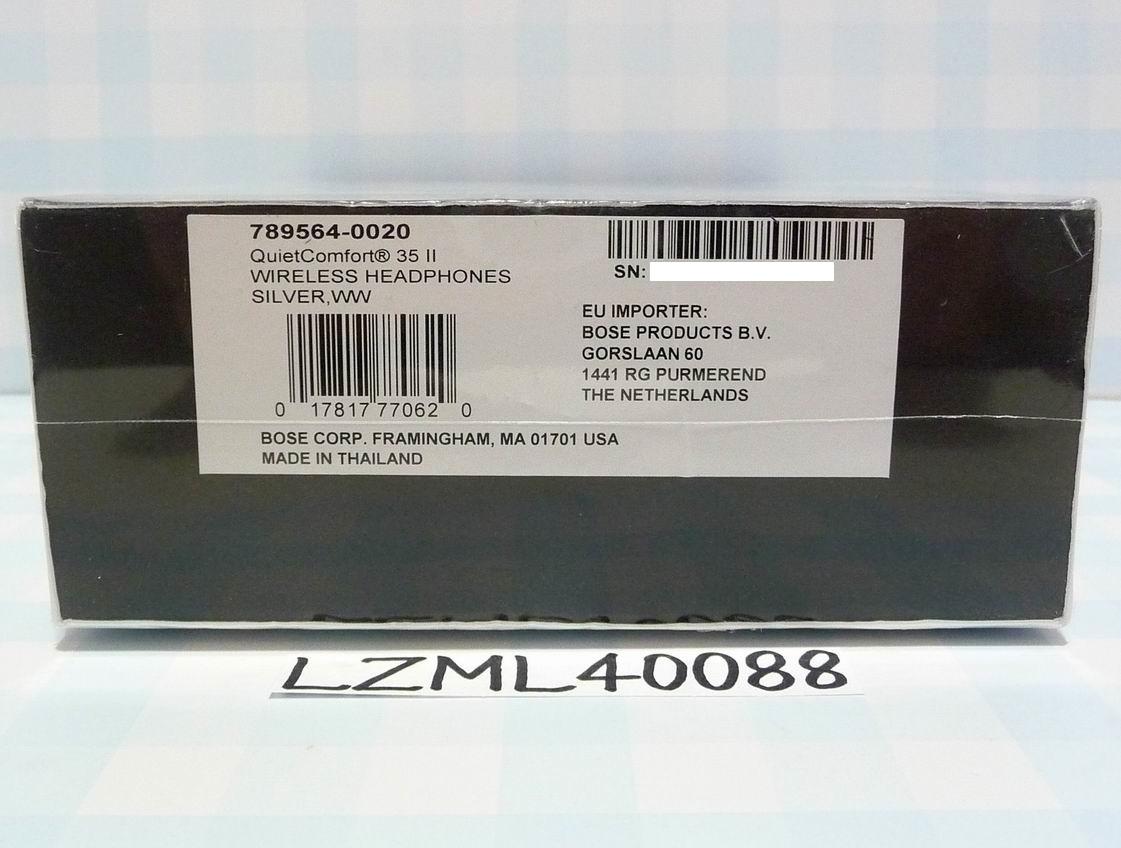 789564-0020
QuietComfort® 35 II
WIRELESS HEADPHONES
SILVER,WW
0 17817 77062 0
BOSE CORP. FRAMINGHAM, MA 01701 USA
MADE IN THAILAND
SN:
EU IMPORTER:
BOSE PRODUCTS B.V.
GORSLAAN 60
1441 RG PURMEREND
THE NETHERLANDS
LZML40088